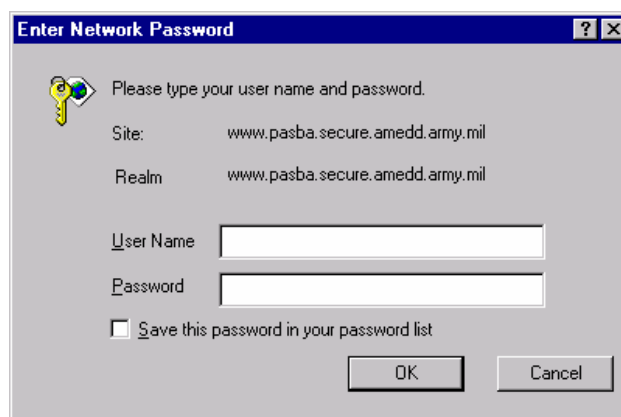 Enter Network Password
Please type your user name and password.
Site: www.pasba.secure.amedd.army.mil
Realm www.pasba.secure.amedd.army.mil
User Name
Password
Save this password in your password list
OK Cancel